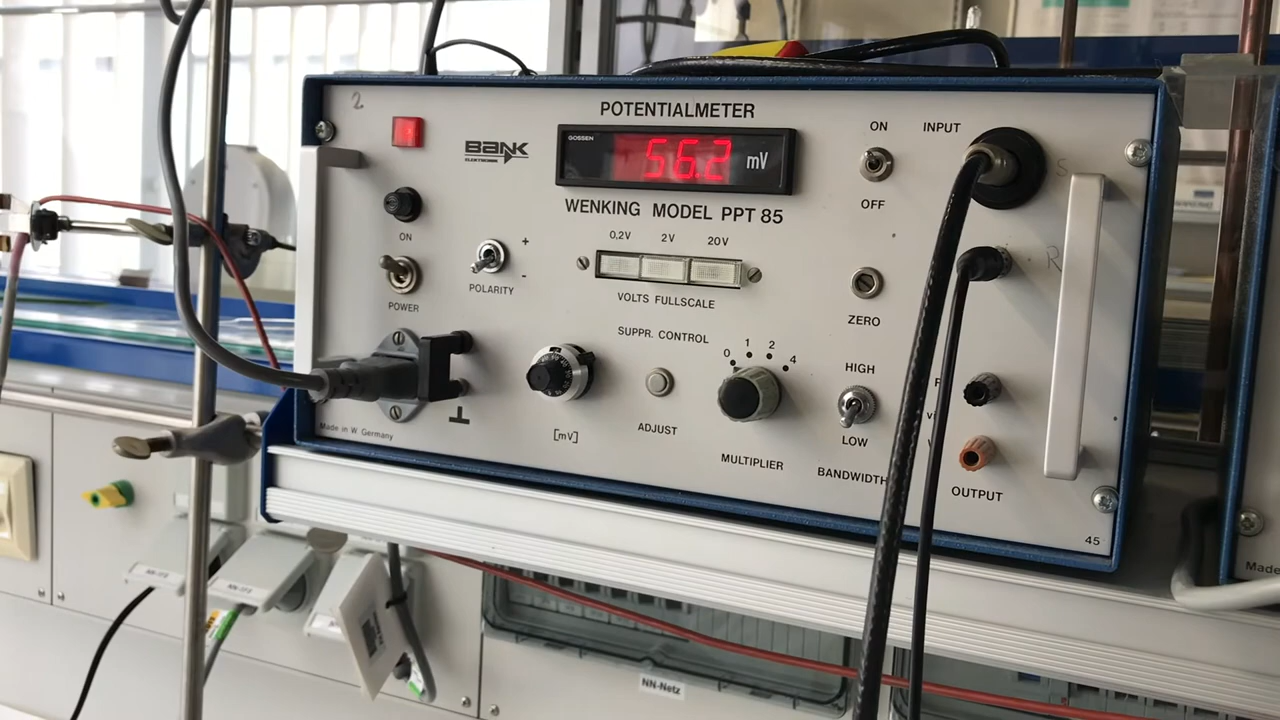 2
POTENTIALMETER
GOSSEN
56.2 mV
BANK
ELEKTRONIK
WENKING MODEL PPT 85
ON
OFF
INPUT
S
R
ON
POWER
+
-
POLARITY
0,2V 2V 20V
VOLTS FULLSCALE
ZERO
SUPPR. CONTROL
[mV]
ADJUST
0 1 2 4
MULTIPLIER
HIGH
LOW
BANDWIDTH
OUTPUT
Made in W. Germany
45
Made
NN-Netz